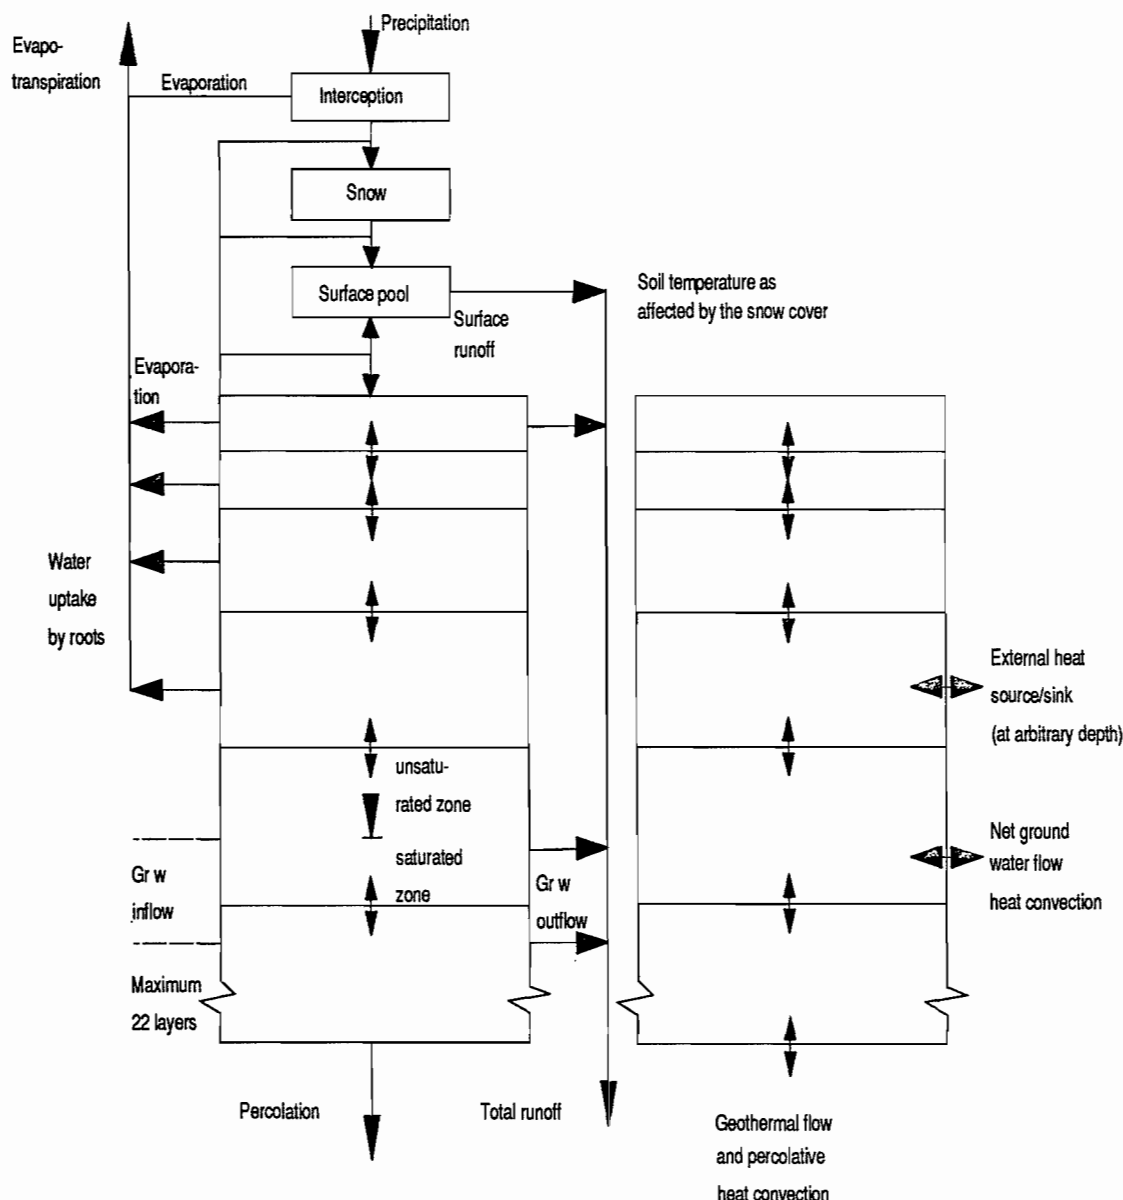 Precipitation
Evapo-
transpiration
Evaporation
Interception
Snow
Surface pool
Surface
runoff
Soil temperature as
affected by the snow cover
Evapora-
tion
Water
uptake
by roots
External heat
source/sink
(at arbitrary depth)
unsatu-
rated zone
saturated
zone
Net ground
water flow
heat convection
Gr w
inflow
Gr w
outflow
Maximum
22 layers
Percolation
Total runoff
Geothermal flow
and percolative
heat convection